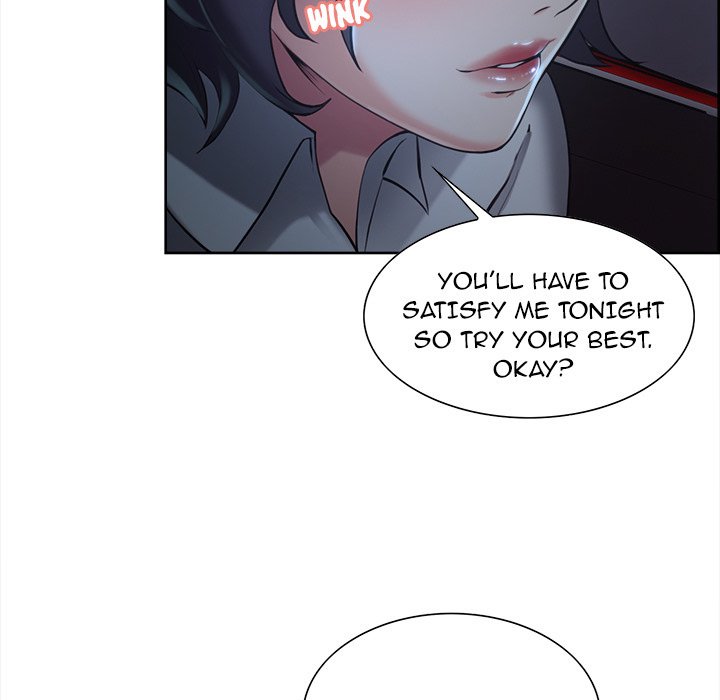 WINK
YOU'LL HAVE TO
SATISFY ME TONIGHT
SO TRY YOUR BEST,
OKAY?